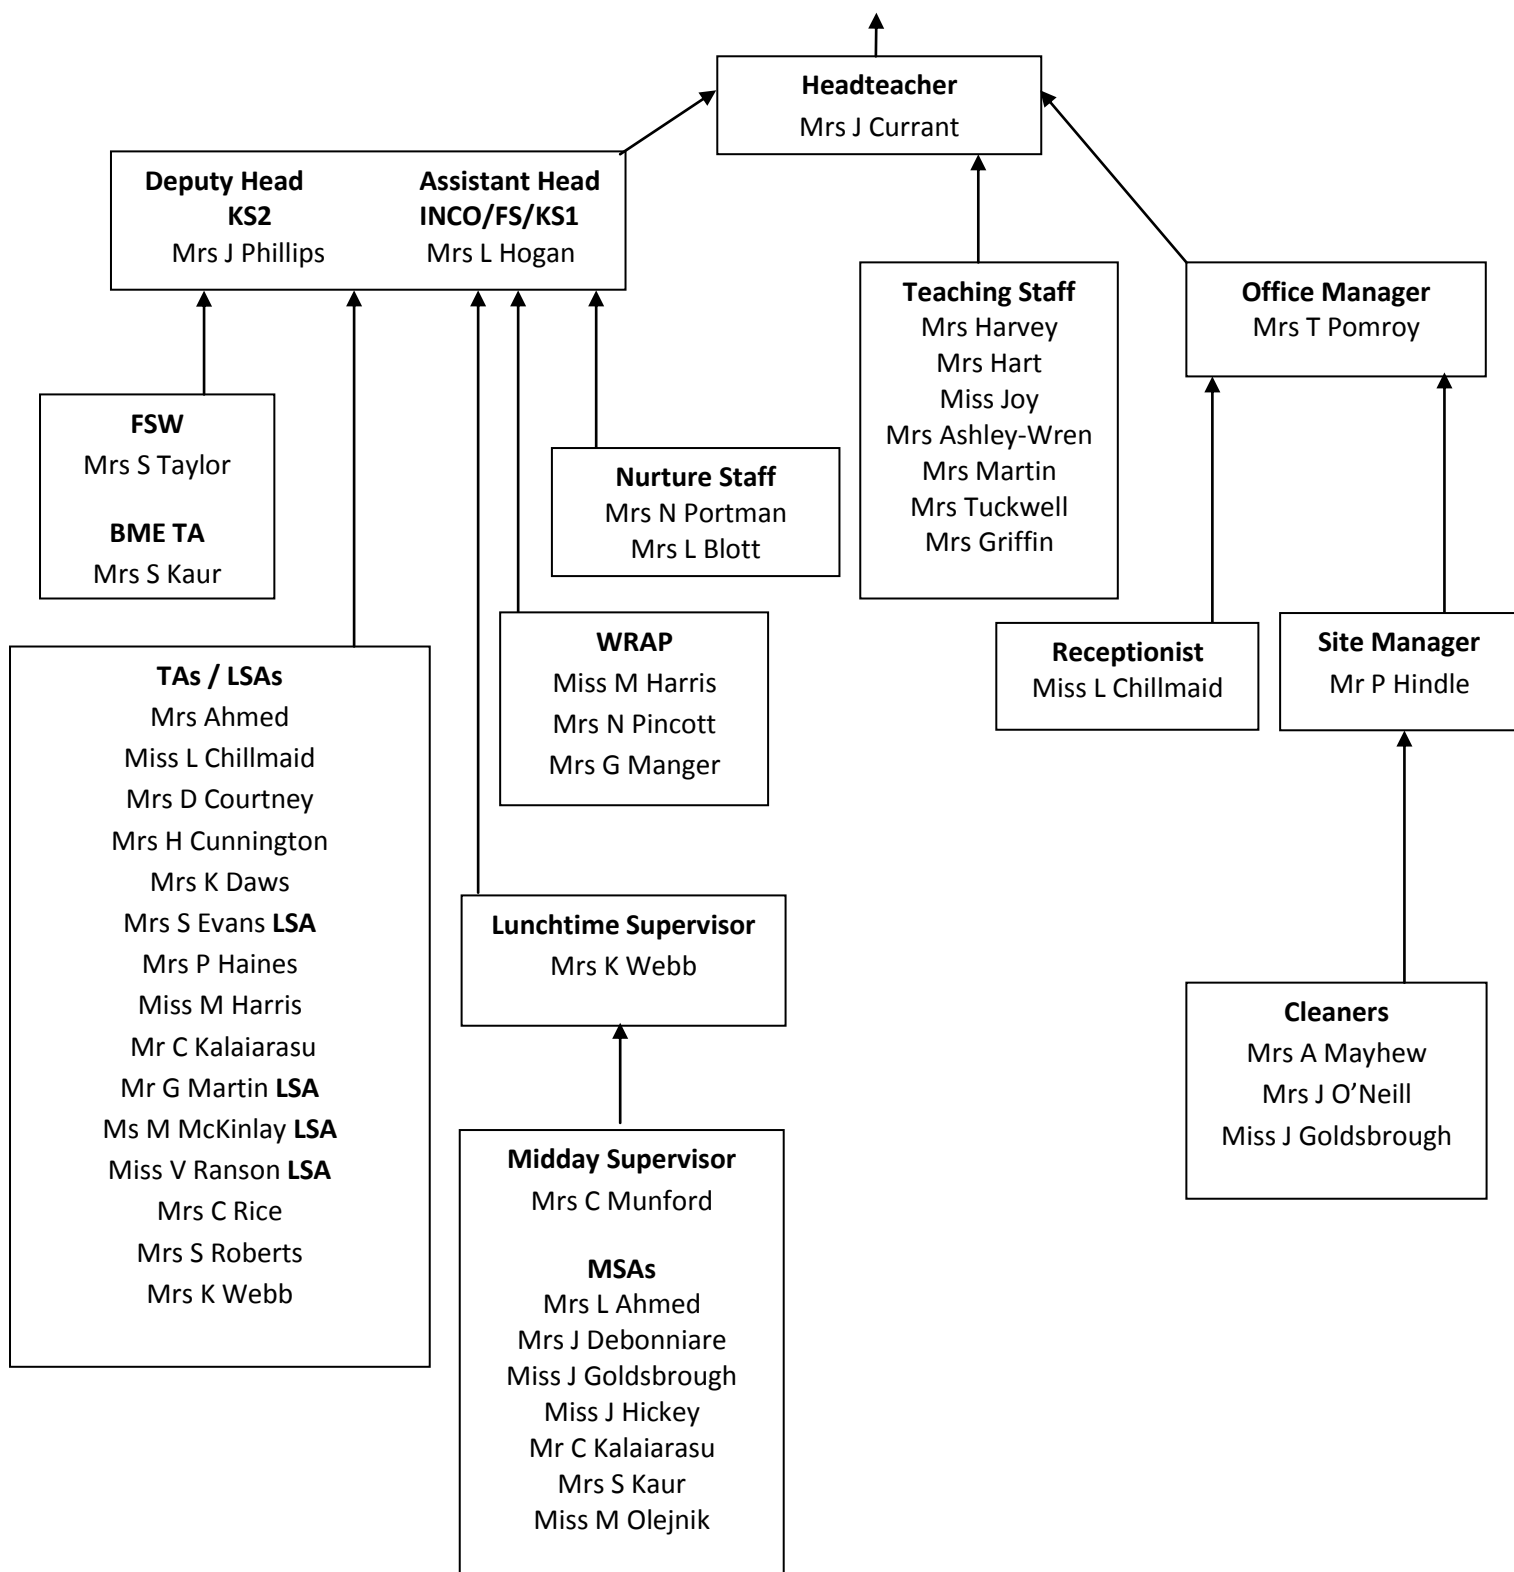 Headteacher
Mrs J Currant
Deputy Head
KS2
Mrs J Phillips
Assistant Head
INCO/FS/KS1
Mrs L Hogan
Teaching Staff
Mrs Harvey
Mrs Hart
Miss Joy
Mrs Ashley-Wren
Mrs Martin
Mrs Tuckwell
Mrs Griffin
Office Manager
Mrs T Pomroy
FSW
Mrs S Taylor
BME TA
Mrs S Kaur
Nurture Staff
Mrs N Portman
Mrs L Blott
WRAP
Miss M Harris
Mrs N Pincott
Mrs G Manger
Receptionist
Miss L Chillmaid
Site Manager
Mr P Hindle
TAs / LSAs
Mrs Ahmed
Miss L Chillmaid
Mrs D Courtney
Mrs H Cunnington
Mrs K Daws
Mrs S Evans LSA
Mrs P Haines
Miss M Harris
Mr C Kalaiarasu
Mr G Martin LSA
Ms M McKinlay LSA
Miss V Ranson LSA
Mrs C Rice
Mrs S Roberts
Mrs K Webb
Lunchtime Supervisor
Mrs K Webb
Cleaners
Mrs A Mayhew
Mrs J O’Neill
Miss J Goldsbrough
Midday Supervisor
Mrs C Munford
MSAs
Mrs L Ahmed
Mrs J Debonniare
Miss J Goldsbrough
Miss J Hickey
Mr C Kalaiarasu
Mrs S Kaur
Miss M Olejnik